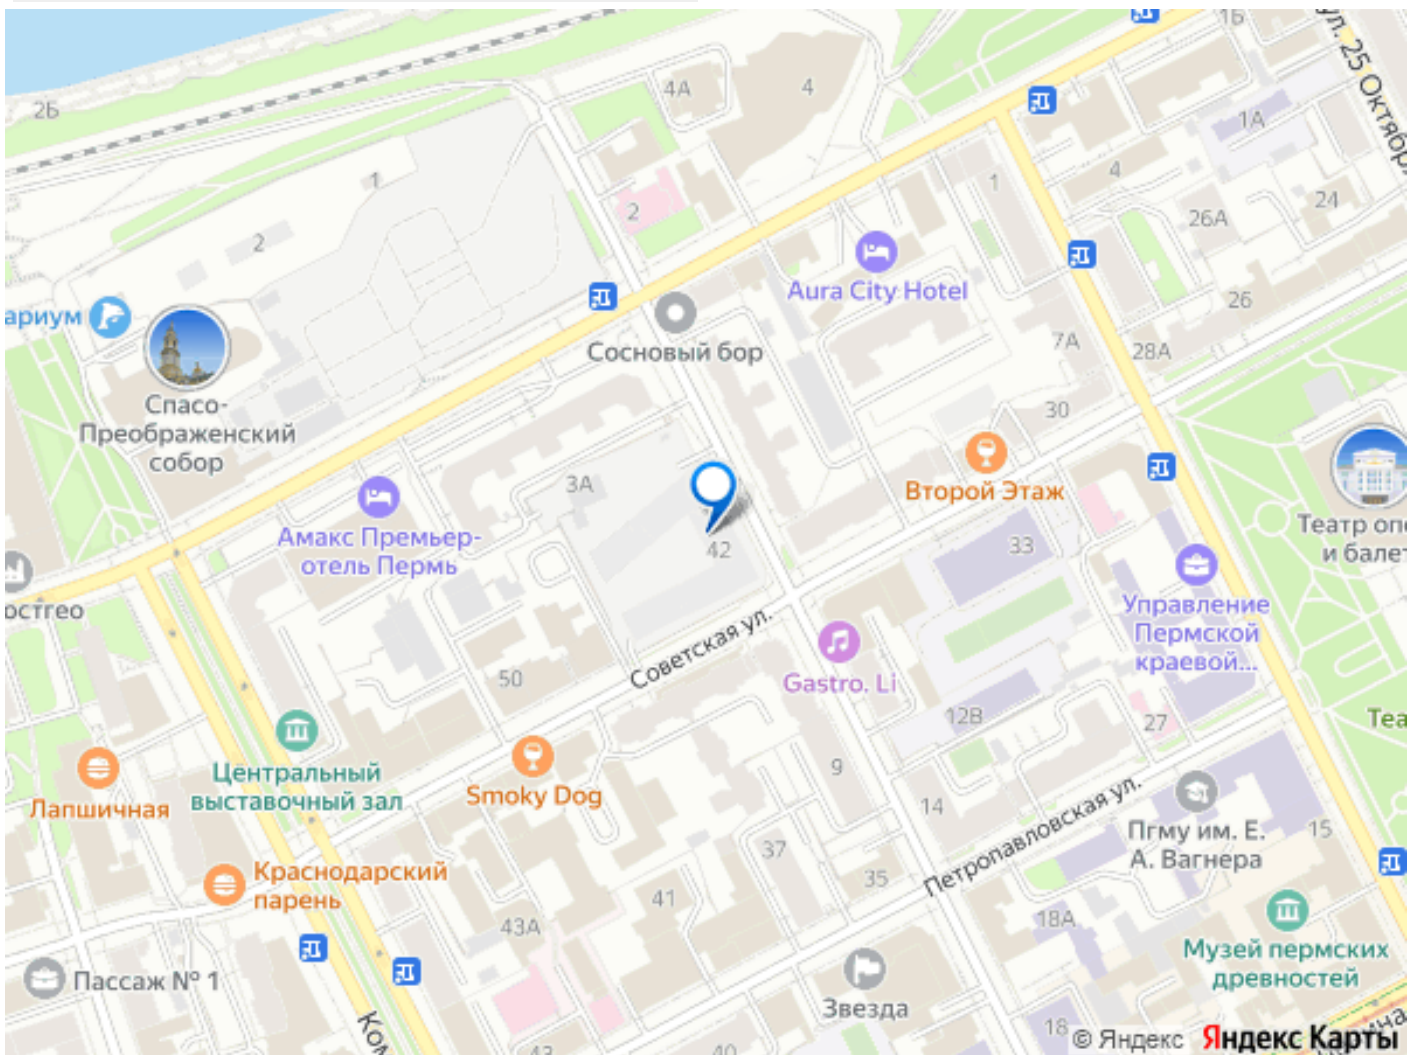 1Б
ул. 25 Октябр
2Б
4А
4
1А
1
4
2
24
26А
2
Aura City Hotel
26
ариум
Сосновый бор
7А
28А
Спасо-
Преображенский
собор
30
3А
Второй Этаж
Амакс Премьер-
отель Пермь
42
33
Театр опе
и балет
остгео
Управление
Пермской
краевой...
Советская ул.
50
Gastro. Li
12В
27
Теа
Центральный
выставочный зал
9
Smoky Dog
Лапшичная
14
Петропавловская ул.
Пгму им. Е.
А. Вагнера
15
37
Краснодарский
парень
35
41
43А
18А
Музей пермских
древностей
Пассаж № 1
Звезда
Ком
43
18
© Яндекс Яндекс Карты
ина